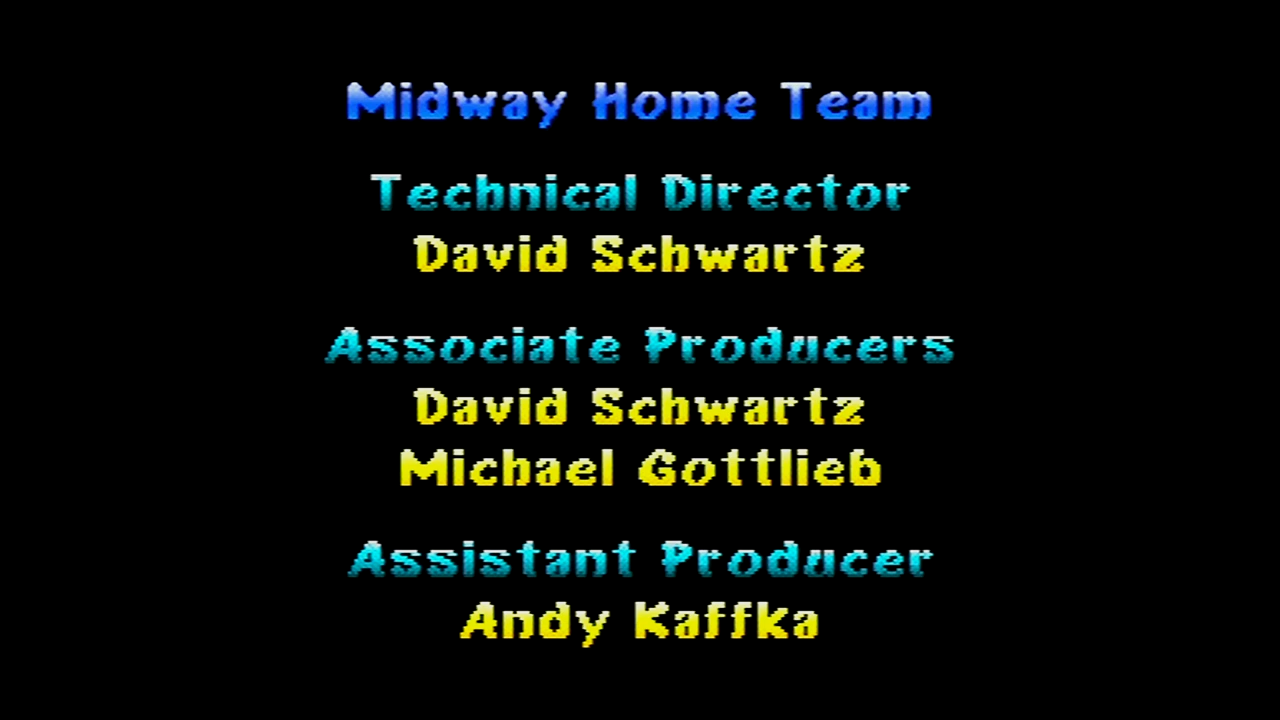 Midway Home Team
Technical Director
David Schwartz
Associate Producers
David Schwartz
Michael Gottlieb
Assistant Producer
Andy Kaffka